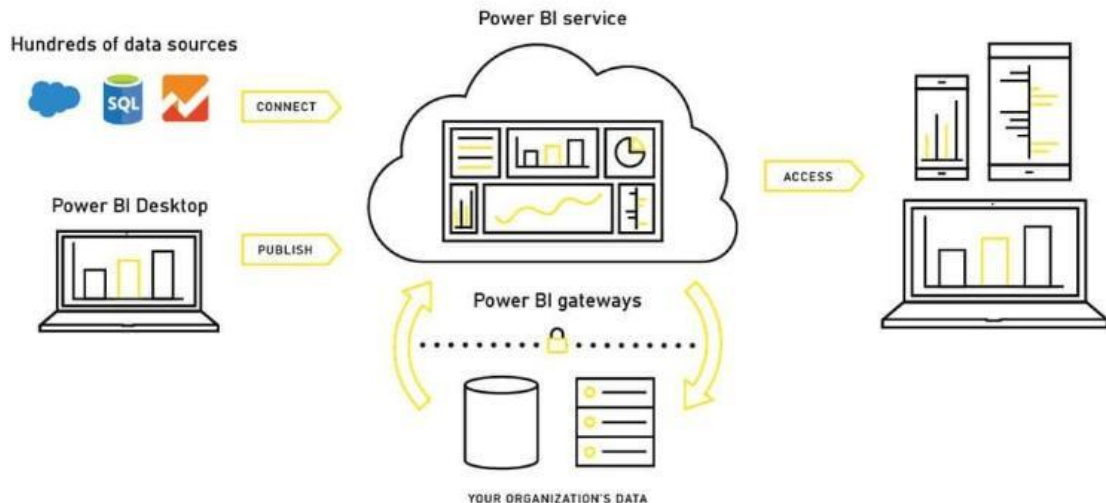 Power BI service
Hundreds of data sources
SQL
CONNECT
ACCESS
Power BI Desktop
PUBLISH
Power BI gateways
YOUR ORGANIZATION'S DATA